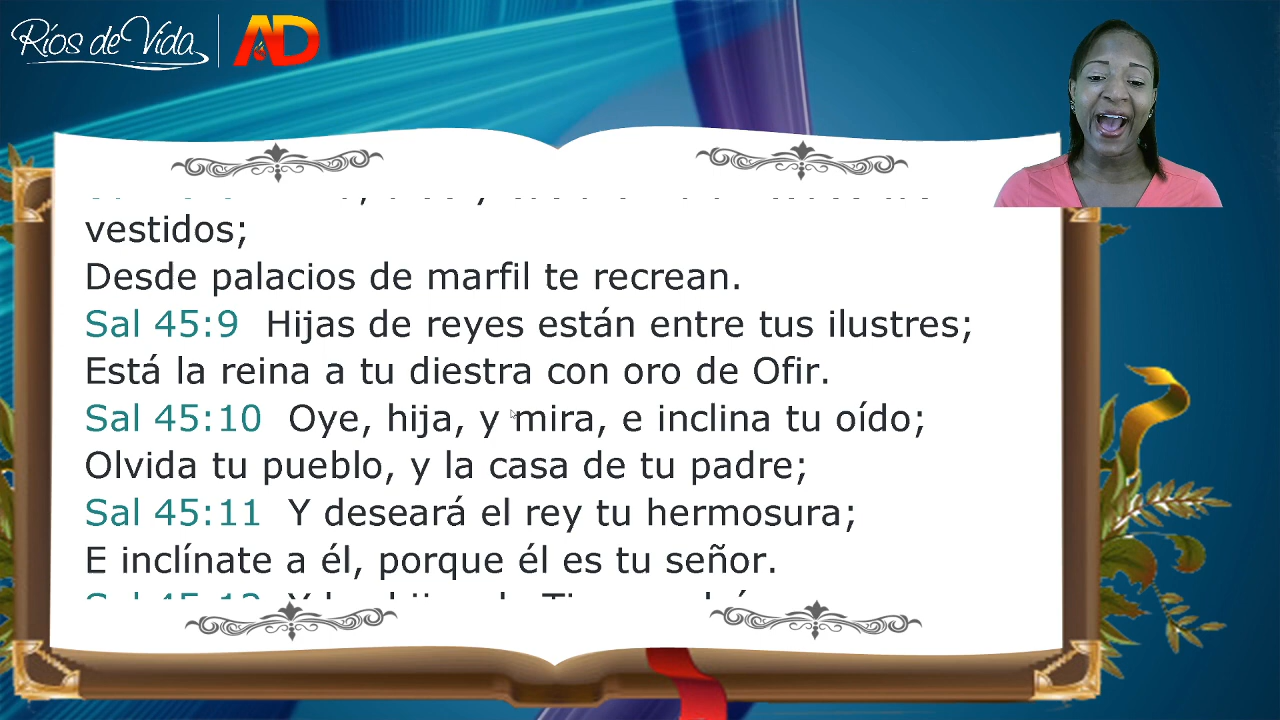 Ríos de Vida
AD
vestidos;
Desde palacios de marfil te recrean.
Sal 45:9 Hijas de reyes están entre tus ilustres;
Está la reina a tu diestra con oro de Ofir.
Sal 45:10 Oye, hija, y mira, e inclina tu oído;
Olvida tu pueblo, y la casa de tu padre;
Sal 45:11 Y deseará el rey tu hermosura;
E inclínate a él, porque él es tu señor.